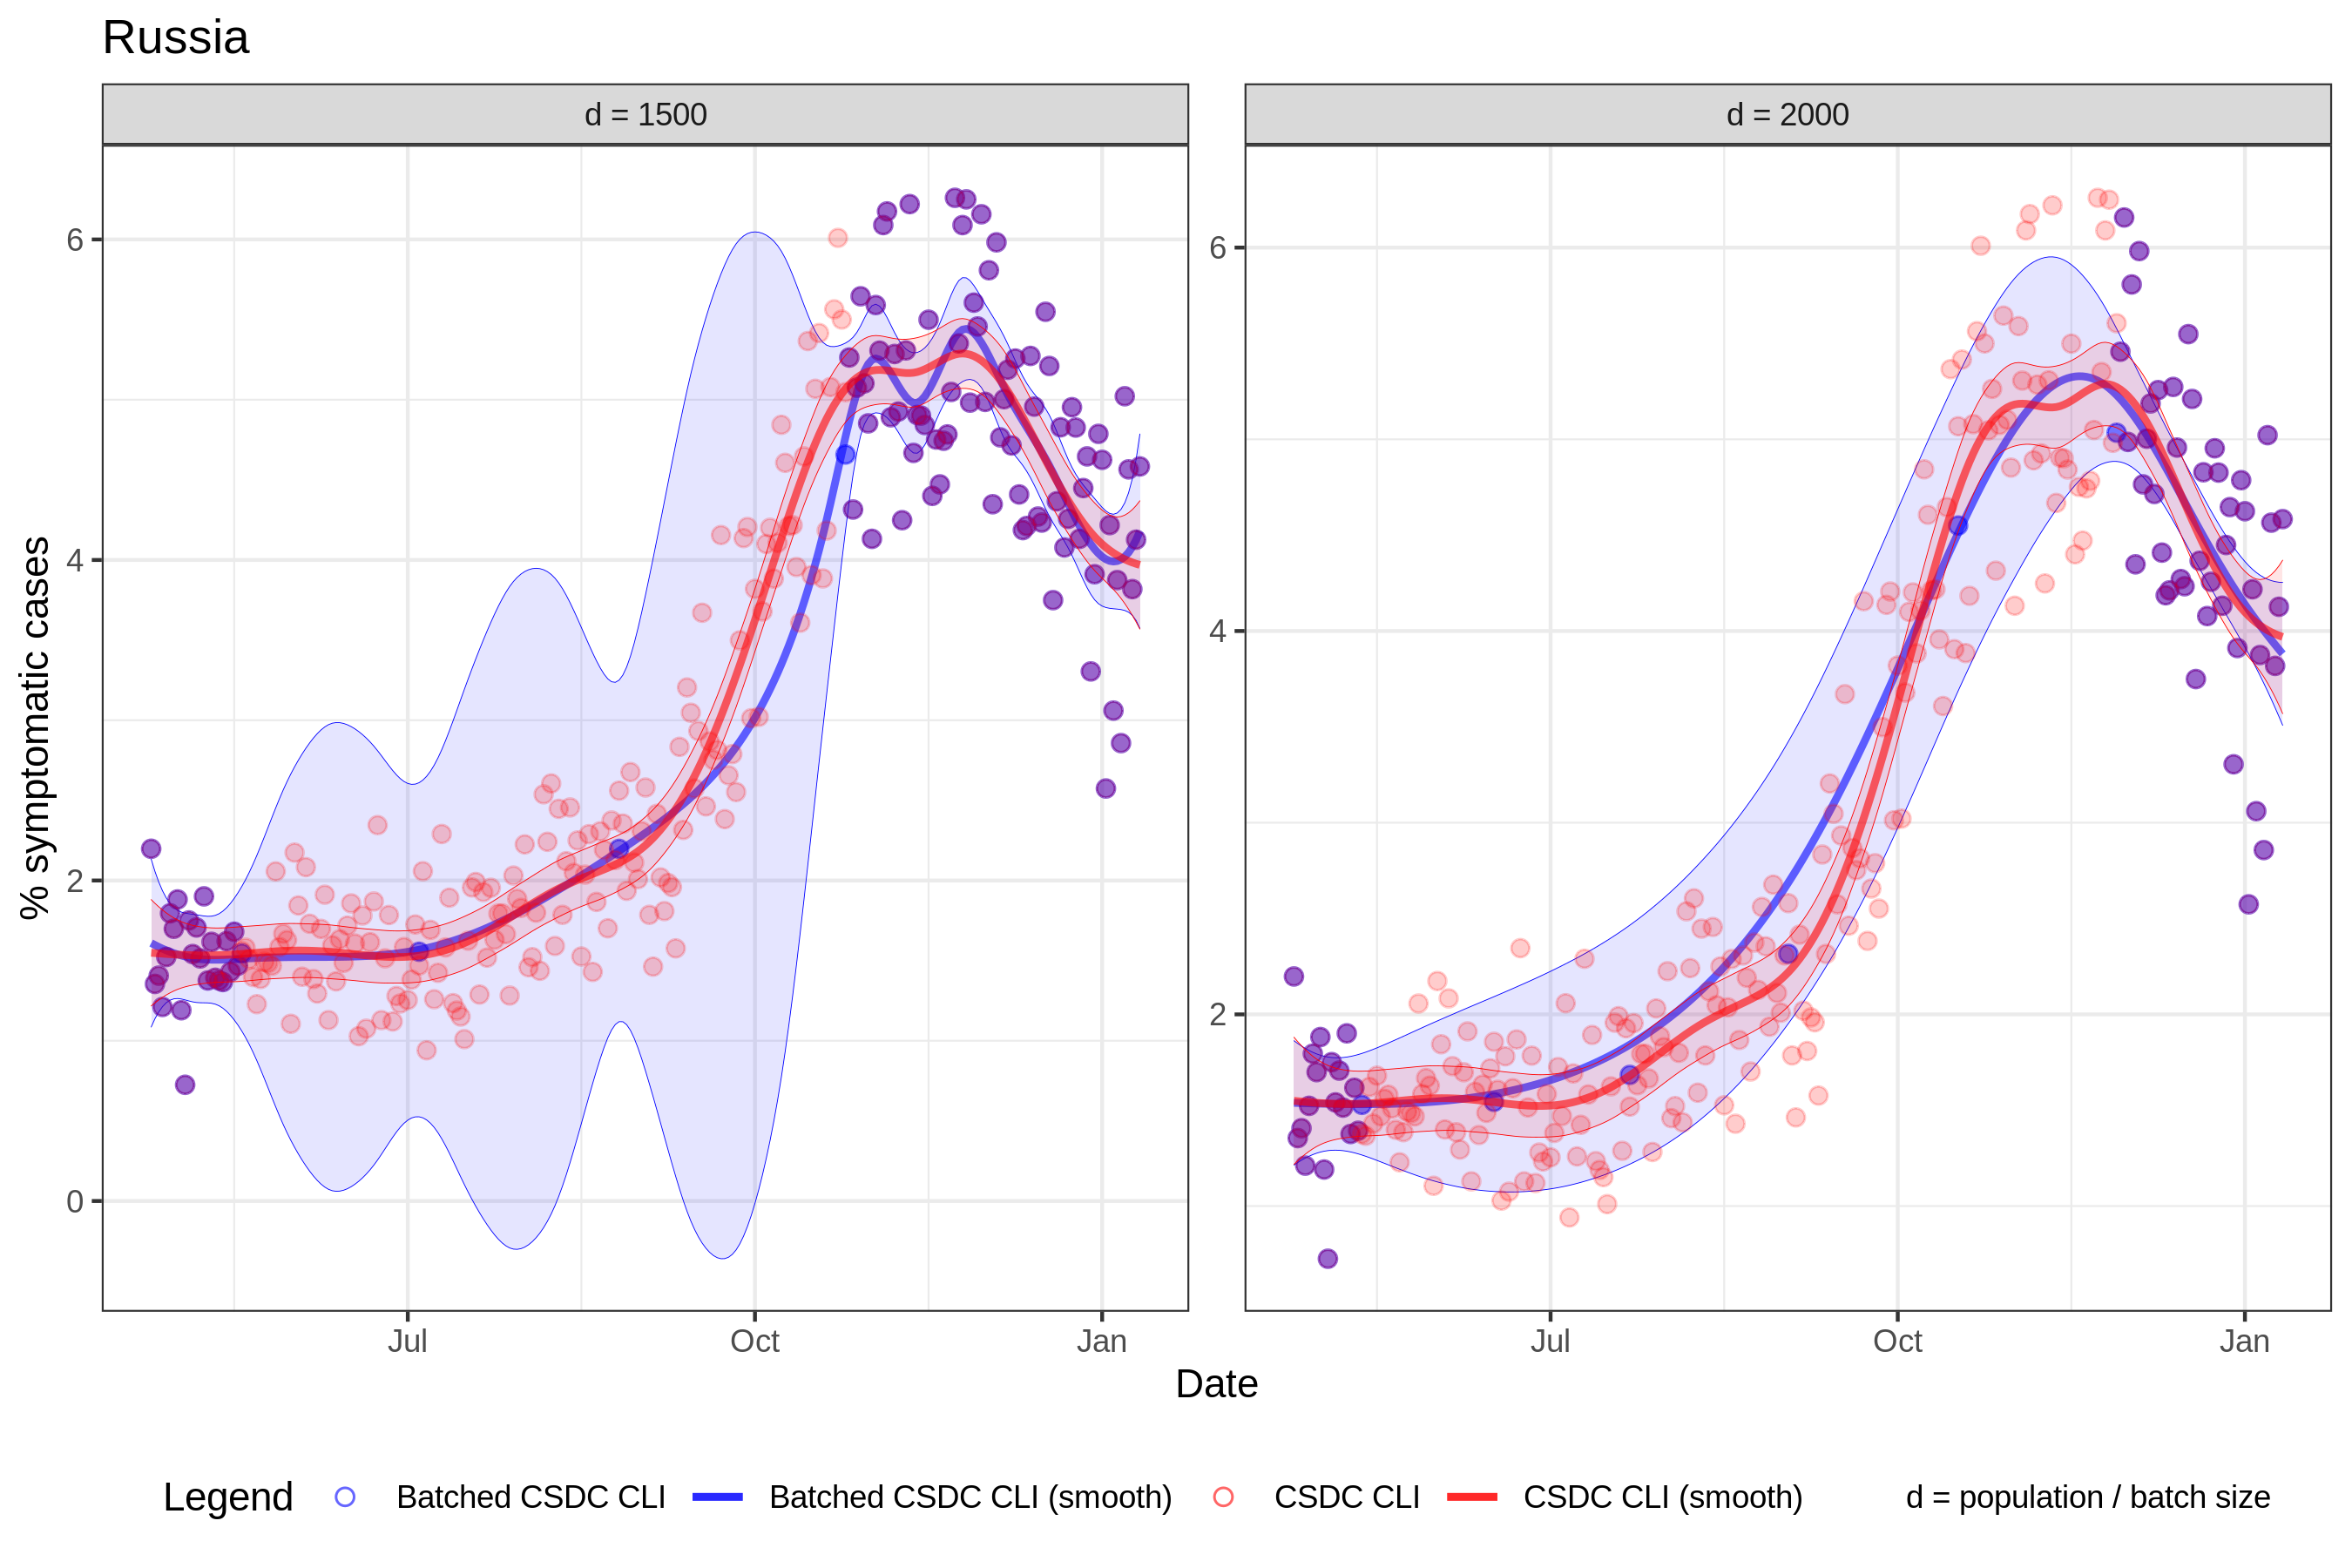 Russia
d = 1500
d = 2000
% symptomatic cases
6
4
2
0
6
4
2
Jul
Oct
Jan
Jul
Oct
Jan
Date
Legend
Batched CSDC CLI
Batched CSDC CLI (smooth)
CSDC CLI
CSDC CLI (smooth)
d = population / batch size